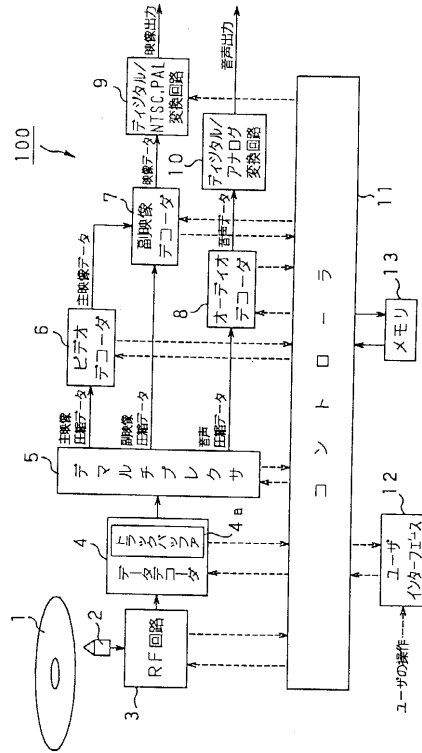 100
1
2
3
RF回路
4
データデコーダ
トラックバッファ
4a
5
デマルチプレクサ
主映像
圧縮データ
副映像
圧縮データ
音声
圧縮データ
6
ビデオ
デコーダ
主映像データ
7
副映像
デコーダ
映像データ
8
オーディオ
デコーダ
音声データ
9
ディジタル/
NTSC,PAL
変換回路
映像出力
10
ディジタル/
アナログ
変換回路
音声出力
11
コントローラ
ユーザの操作
12
ユーザ
インターフェース
13
メモリ